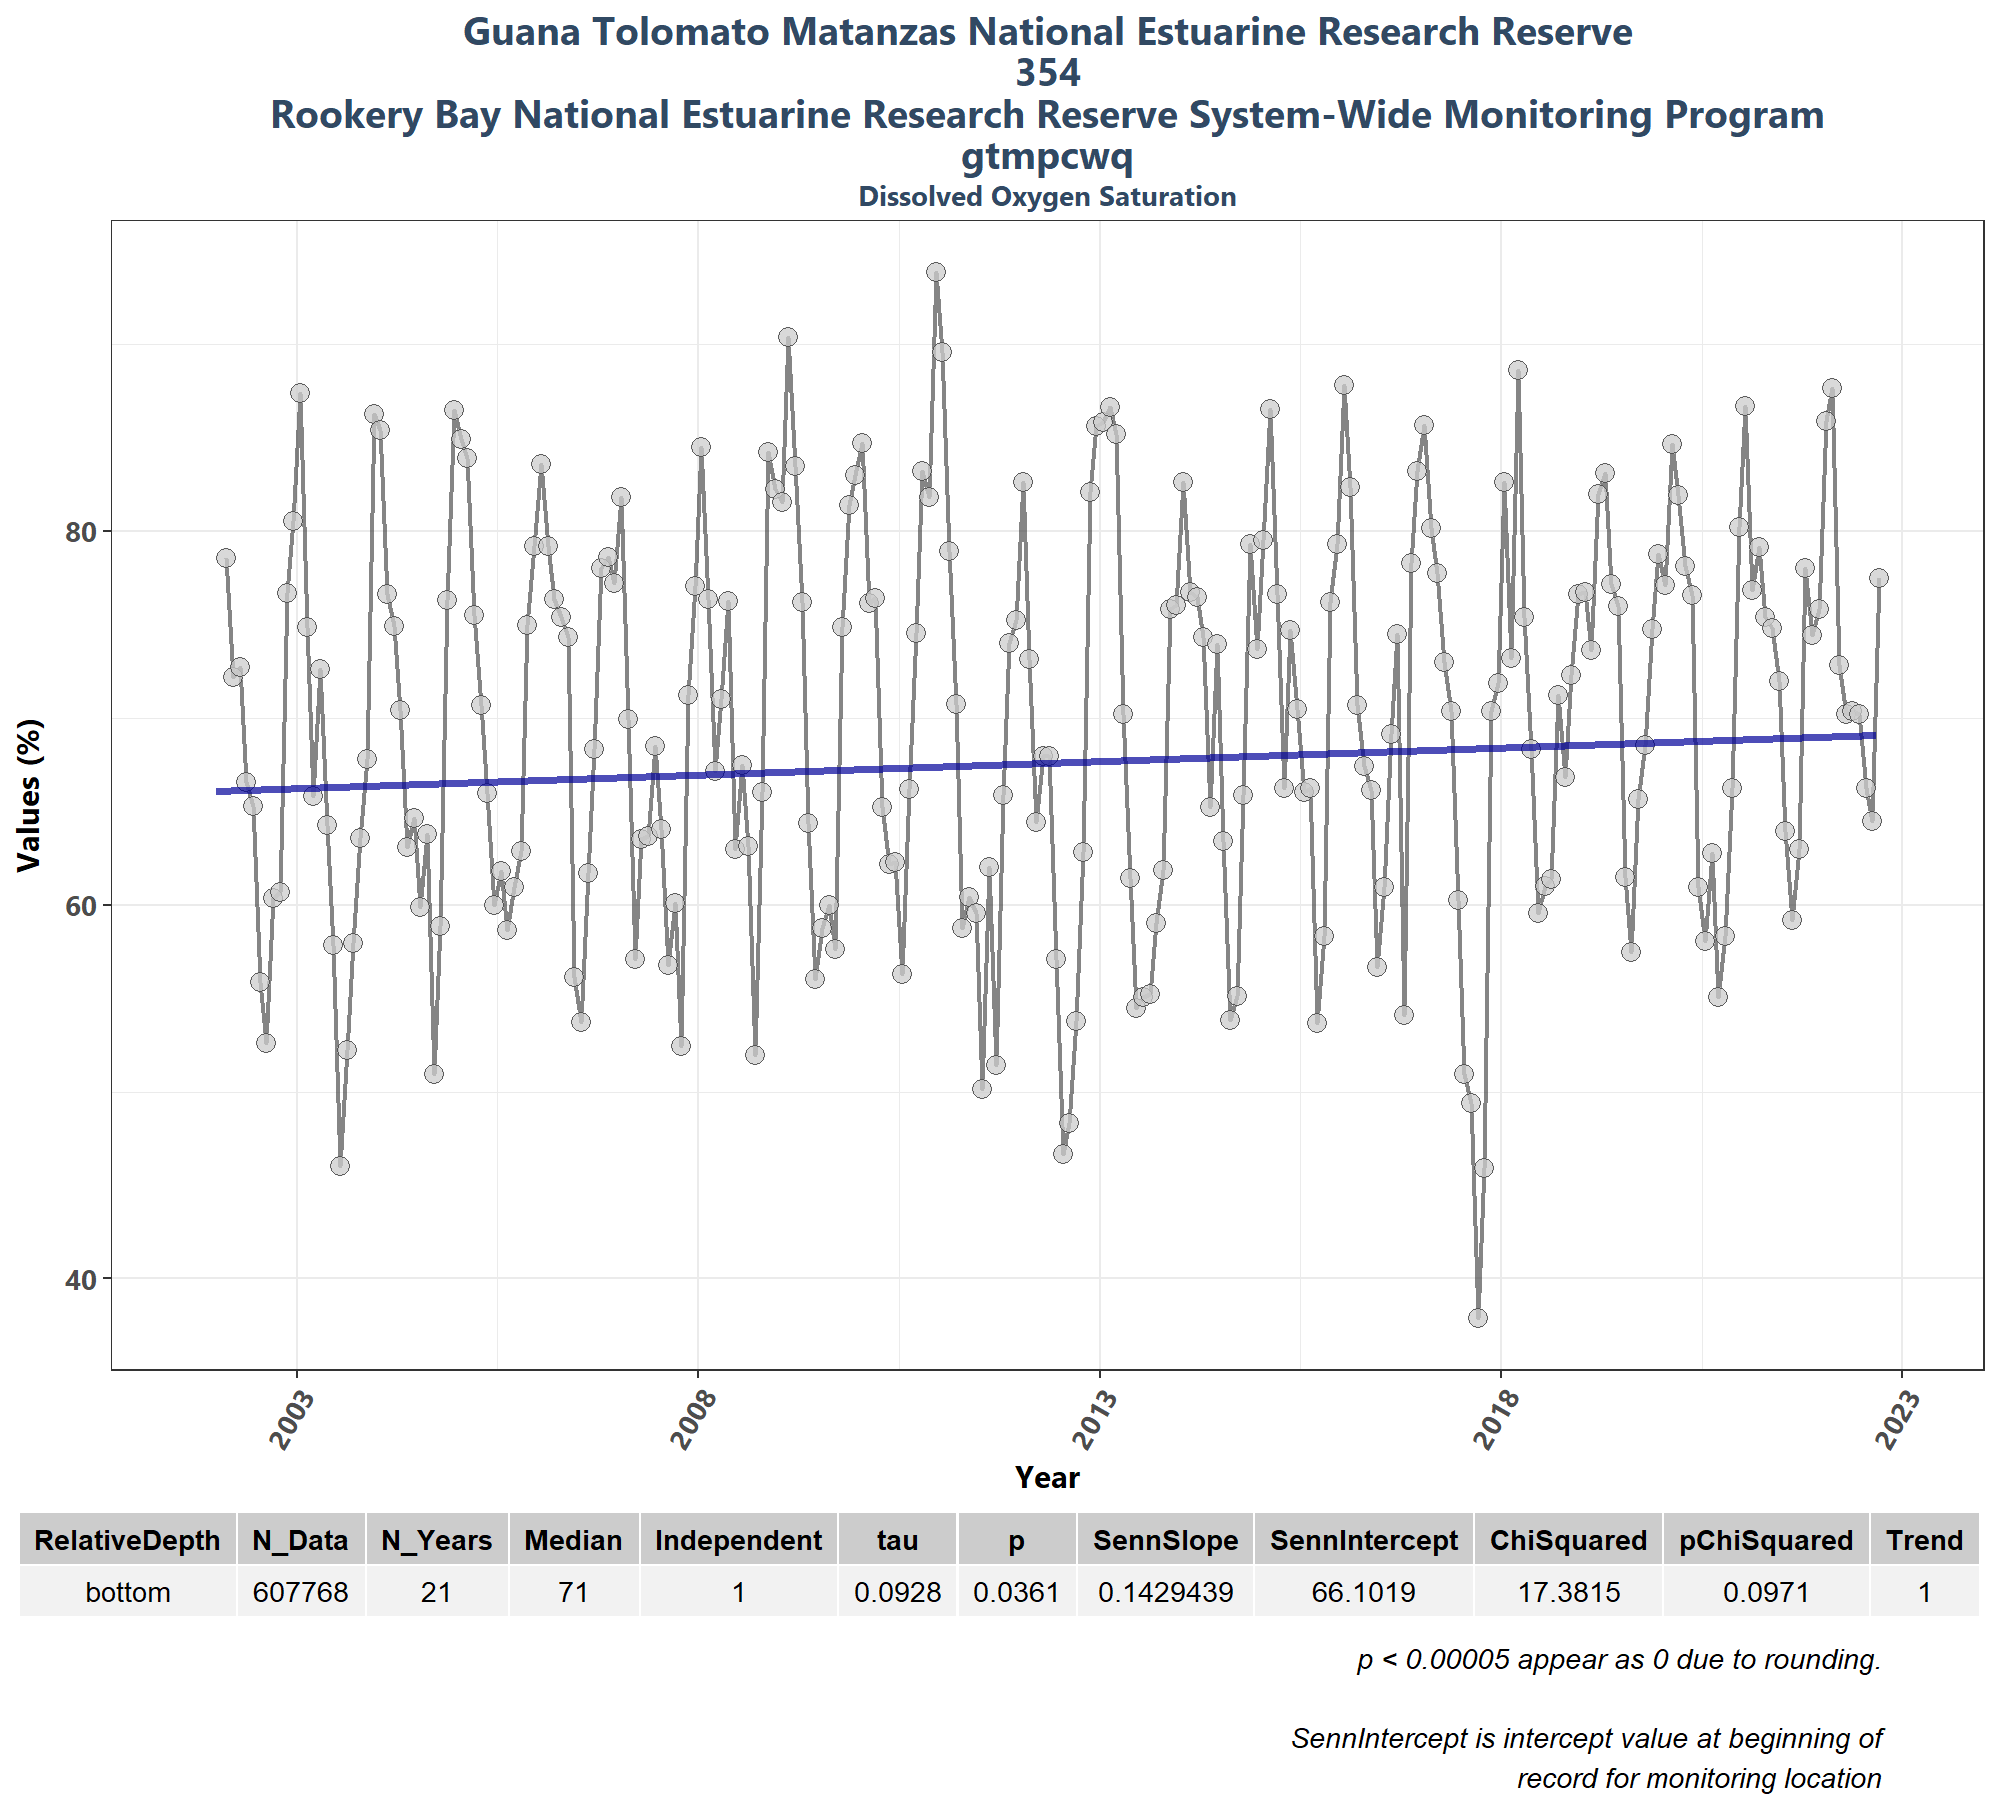 Guana Tolomato Matanzas National Estuarine Research Reserve
354
Rookery Bay National Estuarine Research Reserve System-Wide Monitoring Program
gtmpcwq
Dissolved Oxygen Saturation
Values (%)
80
60
40
2003 2008 2013 2018 2023
Year
RelativeDepth N_Data N_Years Median Independent tau p SennSlope SennIntercept ChiSquared pChiSquared Trend
bottom 607768 21 71 1 0.0928 0.0361 0.1429439 66.1019 17.3815 0.0971 1
p < 0.00005 appear as 0 due to rounding.
SennIntercept is intercept value at beginning of
record for monitoring location